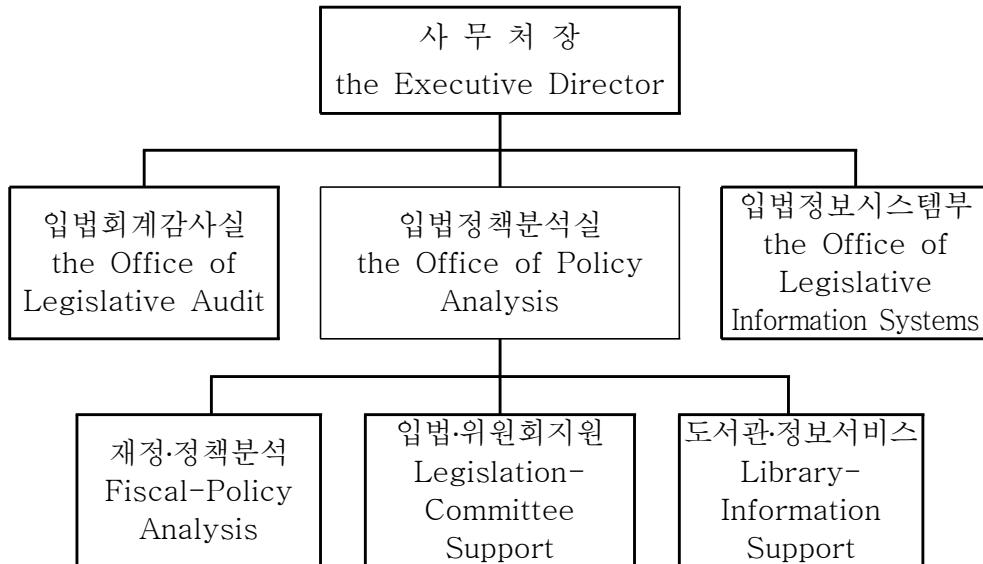 사 무 처 장
the Executive Director
입법회계감사실
the Office of
Legislative Audit
입법정책분석실
the Office of Policy
Analysis
입법정보시스템부
the Office of
Legislative
Information Systems
재정·정책분석
Fiscal-Policy
Analysis
입법·위원회지원
Legislation-
Committee
Support
도서관·정보서비스
Library-
Information
Support